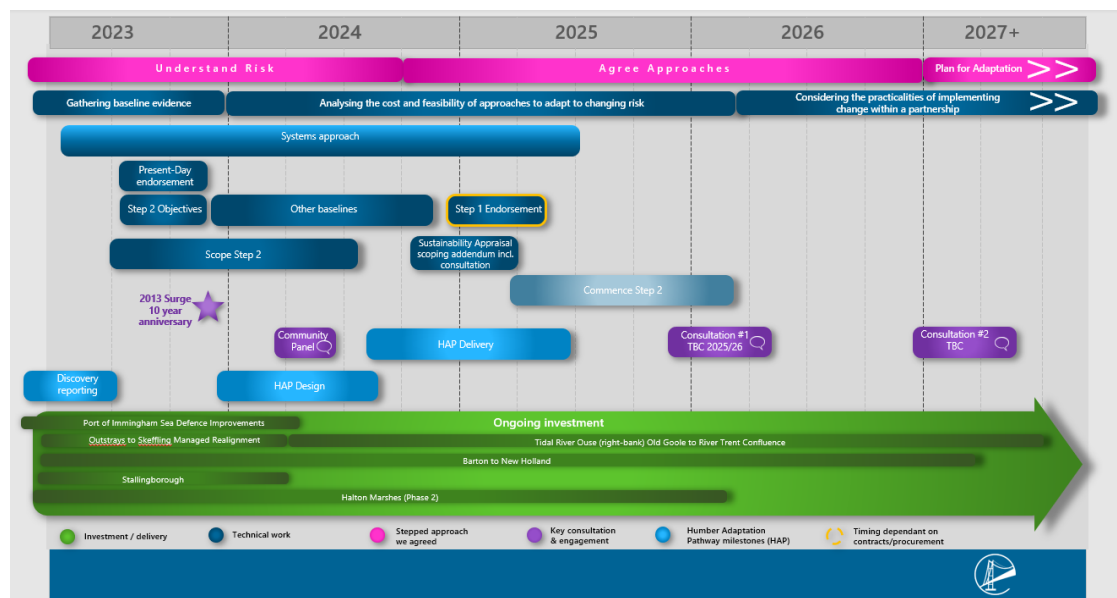 2023 2024 2025 2026 2027+
Understand Risk
Agree Approaches
Plan for Adaptation
Gathering baseline evidence
Analysing the cost and feasibility of approaches to adapt to changing risk
Considering the practicalities of implementing
change within a partnership
Systems approach
Present-Day
endorsement
Step 2 Objectives
Other baselines
Step 1 Endorsement
Scope Step 2
Sustainability Appraisal
scoping addendum incl.
consultation
Commence Step 2
2013 Surge
10 year
anniversary
Community
Panel
HAP Delivery
Consultation #1
TBC 2025/26
Consultation #2
TBC
Discovery
reporting
HAP Design
Port of Immingham Sea Defence Improvements
Ongoing investment
Outstrays to Skeffling Managed Realignment
Tidal River Ouse (right-bank) Old Goole to River Trent Confluence
Barton to New Holland
Stallingborough
Halton Marshes (Phase 2)
Investment / delivery
Technical work
Stepped approach
we agreed
Key consultation
& engagement
Humber Adaptation
Pathway milestones (HAP)
Timing dependant on
contracts/procurement